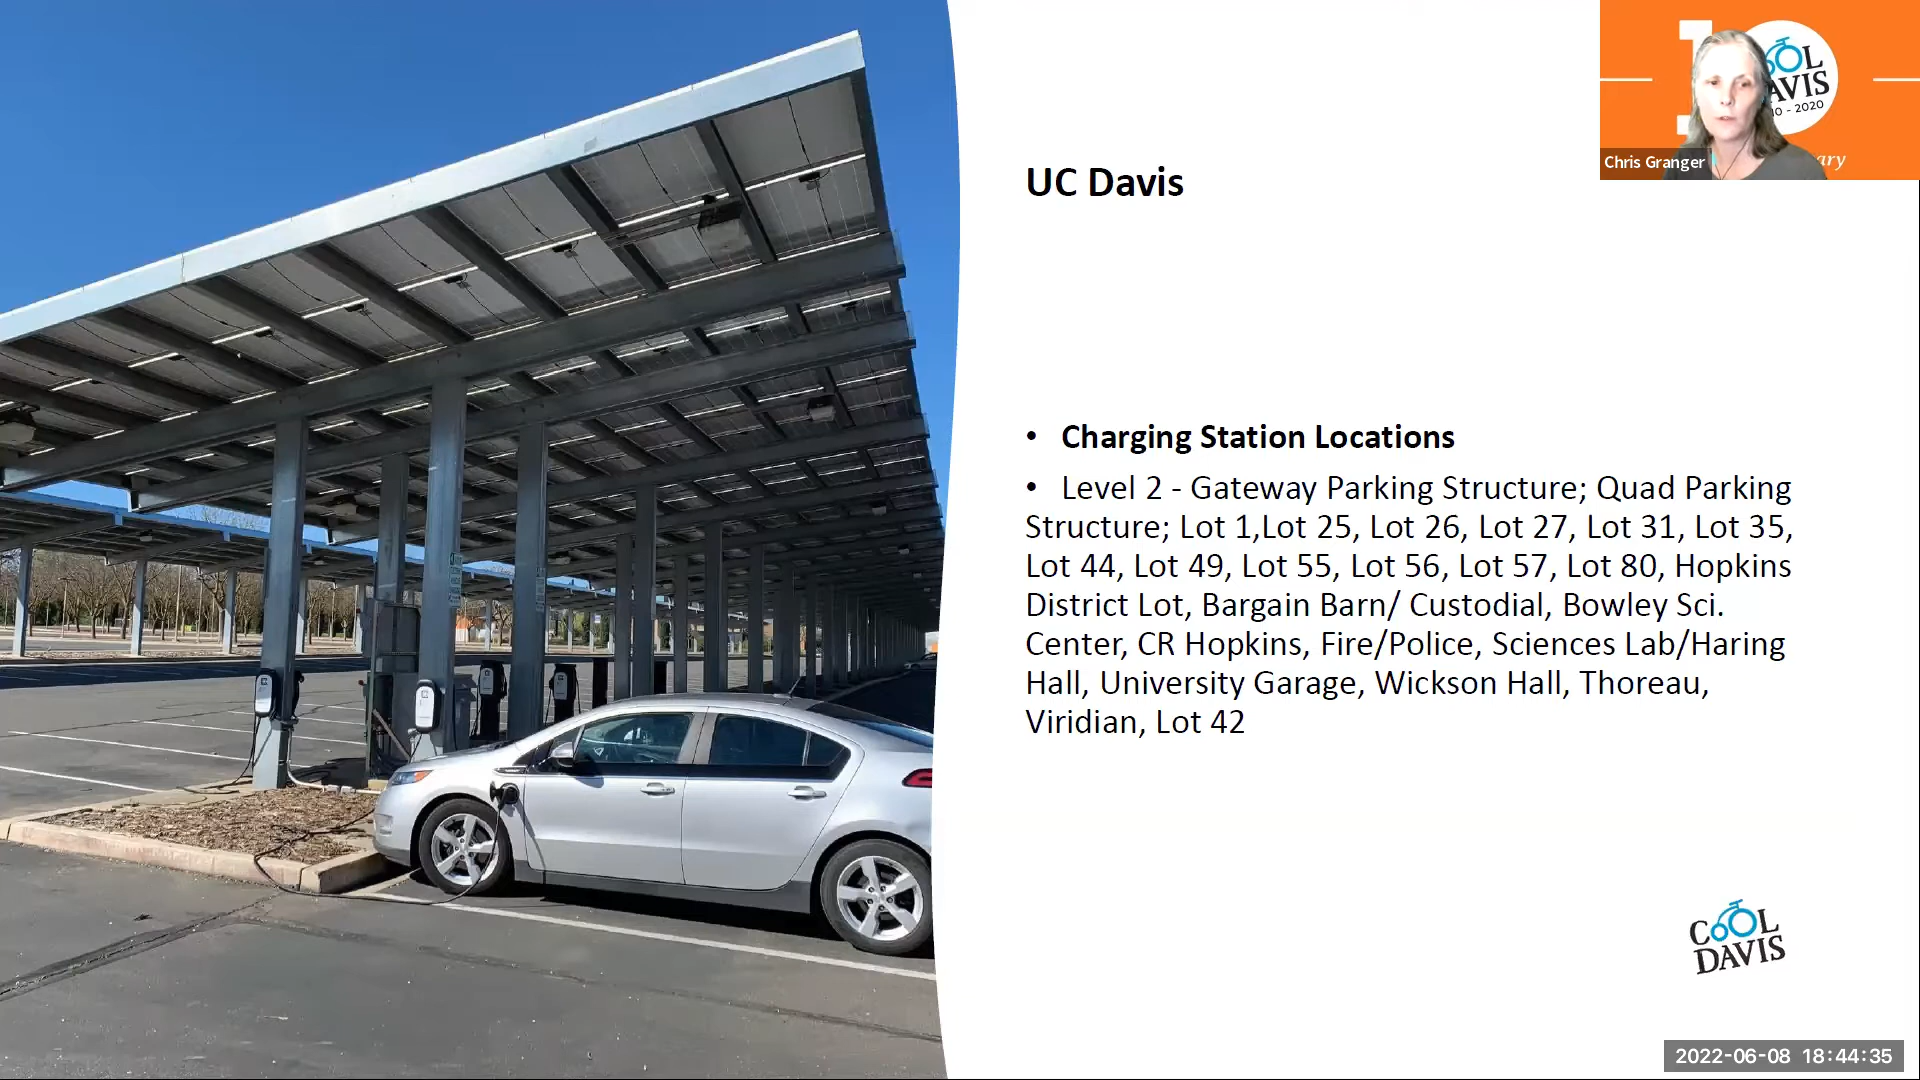 UC Davis
• Charging Station Locations
• Level 2 - Gateway Parking Structure; Quad Parking
Structure; Lot 1,Lot 25, Lot 26, Lot 27, Lot 31, Lot 35,
Lot 44, Lot 49, Lot 55, Lot 56, Lot 57, Lot 80, Hopkins
District Lot, Bargain Barn/ Custodial, Bowley Sci.
Center, CR Hopkins, Fire/Police, Sciences Lab/Haring
Hall, University Garage, Wickson Hall, Thoreau,
Viridian, Lot 42
Chris Granger
COOL
DAVIS
2022-06-08 18:44:35